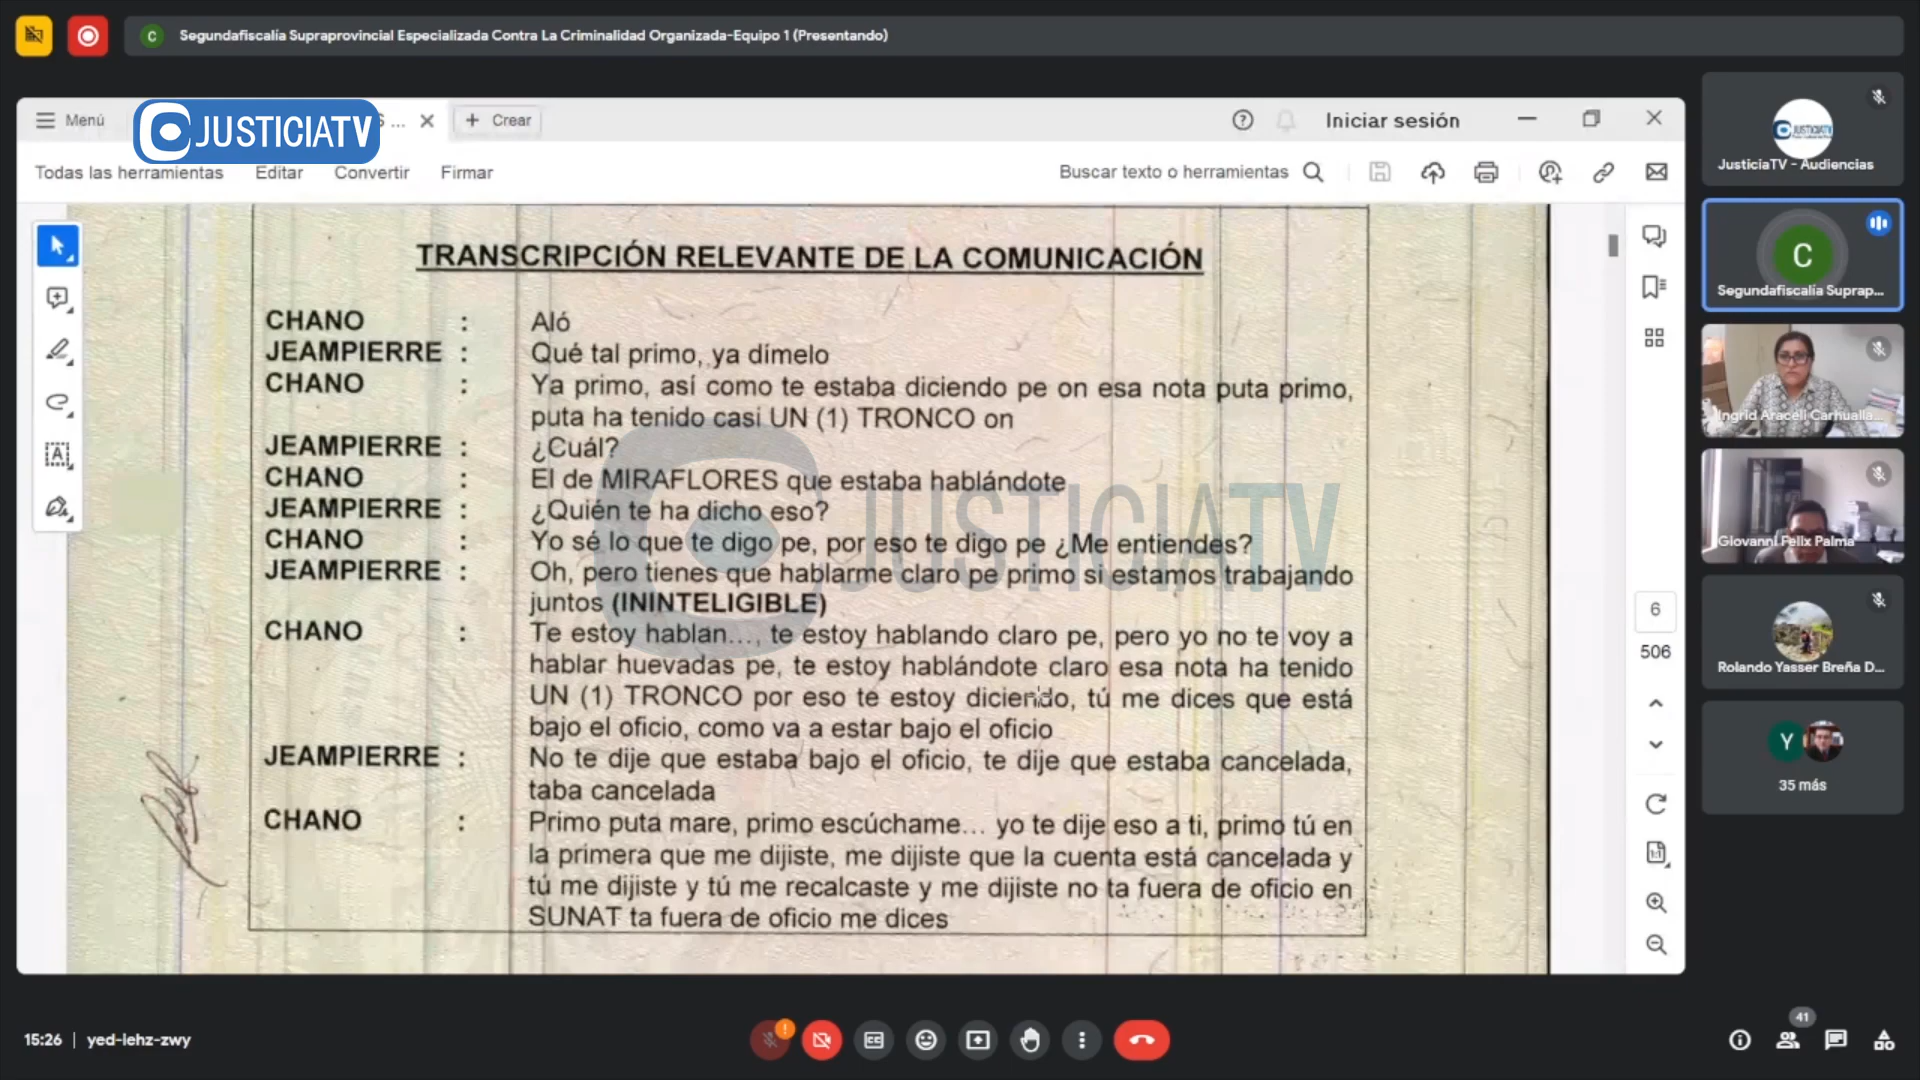 Segundafiscalía Supraprovincial Especializada Contra La Criminalidad Organizada-Equipo 1 (Presentando)
Menú
JUSTICIATV
S ...
Crear
Iniciar sesión
Todas las herramientas
Editar
Convertir
Firmar
Buscar texto o herramientas
TRANSCRIPCIÓN RELEVANTE DE LA COMUNICACIÓN
CHANO : Aló
JEAMPIERRE : Qué tal primo, ya dímelo
CHANO : Ya primo, así como te estaba diciendo pe on esa nota puta primo,
puta ha tenido casi UN (1) TRONCO on
JEAMPIERRE : ¿Cuál?
CHANO : El de MIRAFLORES que estaba hablándote
JEAMPIERRE : ¿Quién te ha dicho eso?
CHANO : Yo sé lo que te digo pe, por eso te digo pe ¿Me entiendes?
JEAMPIERRE : Oh, pero tienes que hablarme claro pe primo si estamos trabajando
juntos (ININTELIGIBLE)
CHANO : Te estoy hablan..., te estoy hablando claro pe, pero yo no te voy a
hablar huevadas pe, te estoy hablándote claro esa nota ha tenido
UN (1) TRONCO por eso te estoy diciendo, tú me dices que está
bajo el oficio, como va a estar bajo el oficio
JEAMPIERRE : No te dije que estaba bajo el oficio, te dije que estaba cancelada,
taba cancelada
CHANO : Primo puta mare, primo escúchame... yo te dije eso a ti, primo tú en
la primera que me dijiste, me dijiste que la cuenta está cancelada y
tú me dijiste y tú me recalcaste y me dijiste no ta fuera de oficio en
SUNAT ta fuera de oficio me dices
JUSTICIATV
6
506
JUSTICIATV
JusticiaTV - Audiencias
C
Segundafiscalía Suprap...
Ingrid Araceli Carhualla...
Giovanni Felix Palma
Rolando Yasser Breña D...
Y
35 más
15:26 | yed-lehz-zwy
41